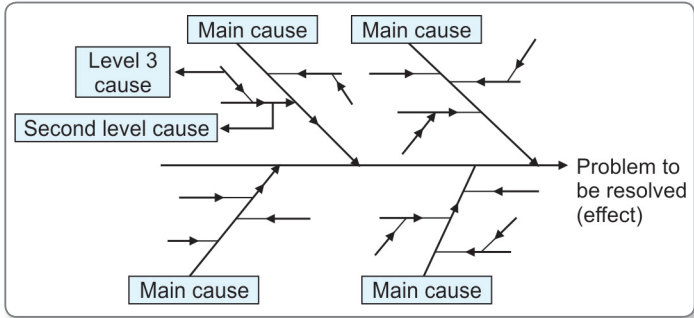 Main cause
Main cause
Level 3
cause
Second level cause
Problem to
be resolved
(effect)
Main cause
Main cause